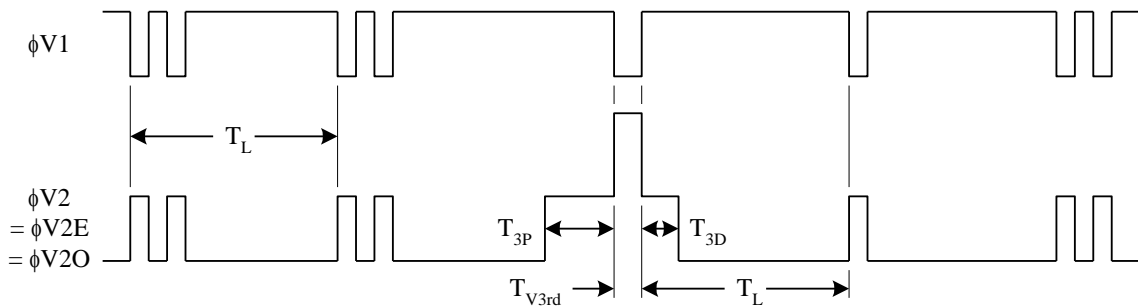 ϕV1
T_L
ϕV2
= ϕV2E
= ϕV2O
T_3P
T_3D
T_V3rd
T_L